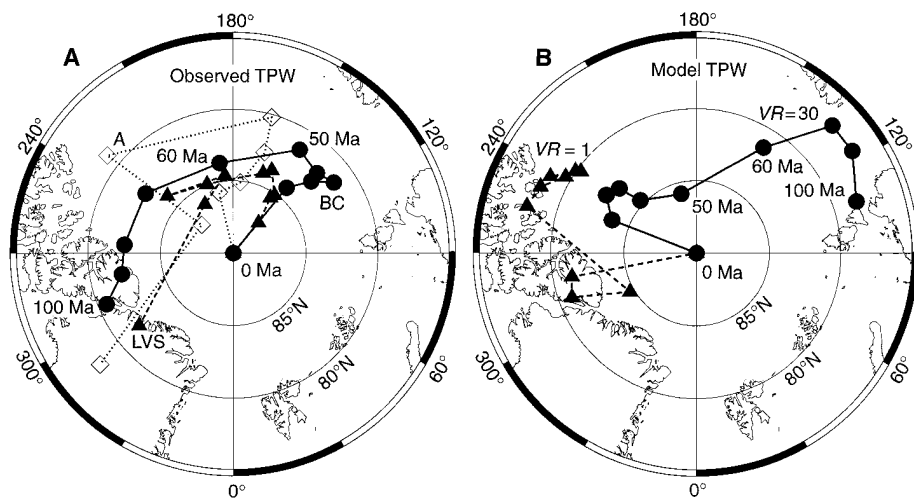 A
Observed TPW
180°
240°
A
60 Ma
50 Ma
BC
120°
0 Ma
100 Ma
LVS
85°N
80°N
300°
60°
0°
B
Model TPW
180°
240°
VR = 1
VR = 30
60 Ma
100 Ma
50 Ma
120°
0 Ma
85°N
80°N
300°
60°
0°